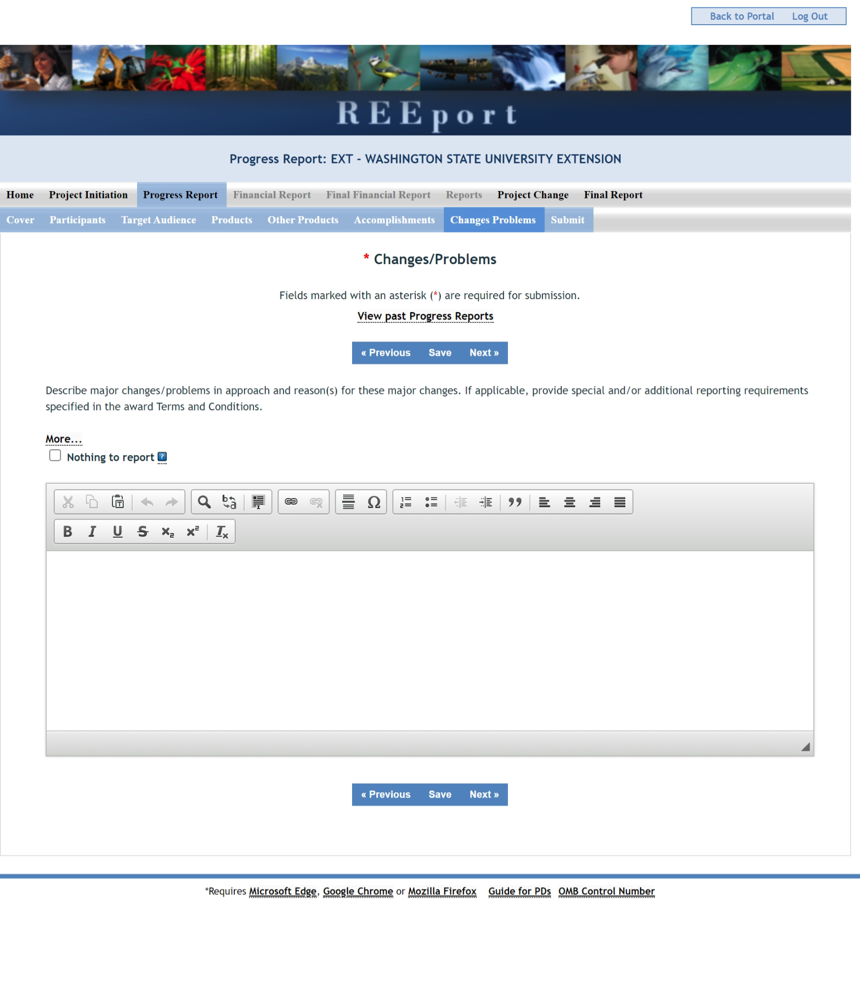 Back to Portal Log Out
REEport
Progress Report: EXT - WASHINGTON STATE UNIVERSITY EXTENSION
Home Project Initiation Progress Report Financial Report Final Financial Report Reports Project Change Final Report
Cover Participants Target Audience Products Other Products Accomplishments Changes Problems Submit
* Changes/Problems
Fields marked with an asterisk (*) are required for submission.
View past Progress Reports
« Previous Save Next »
Describe major changes/problems in approach and reason(s) for these major changes. If applicable, provide special and/or additional reporting requirements
specified in the award Terms and Conditions.
More...
Nothing to report ?
« Previous Save Next »
*Requires Microsoft Edge, Google Chrome or Mozilla Firefox Guide for PDs OMB Control Number